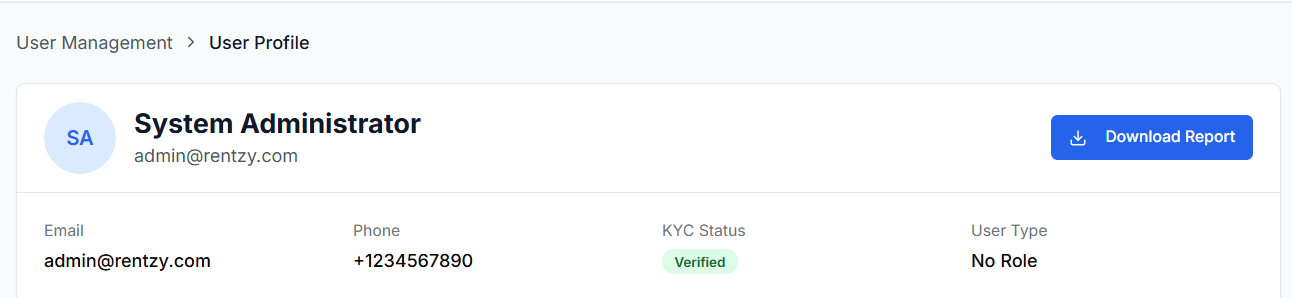 User Management > User Profile
SA
System Administrator
admin@rentzy.com
Download Report
Email
admin@rentzy.com
Phone
+1234567890
KYC Status
Verified
User Type
No Role